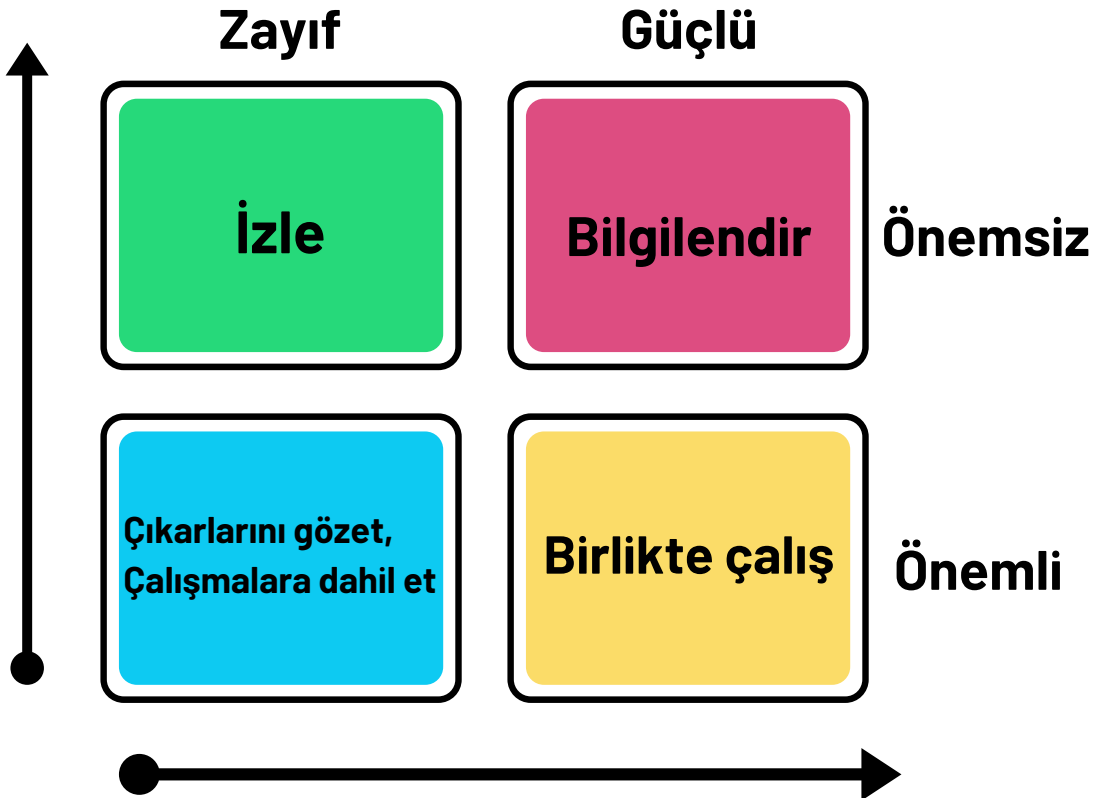 Zayıf
Güçlü
İzle
Bilgilendir
Önemsiz
Çıkarlarını gözet,
Çalışmalara dahil et
Birlikte çalış
Önemli